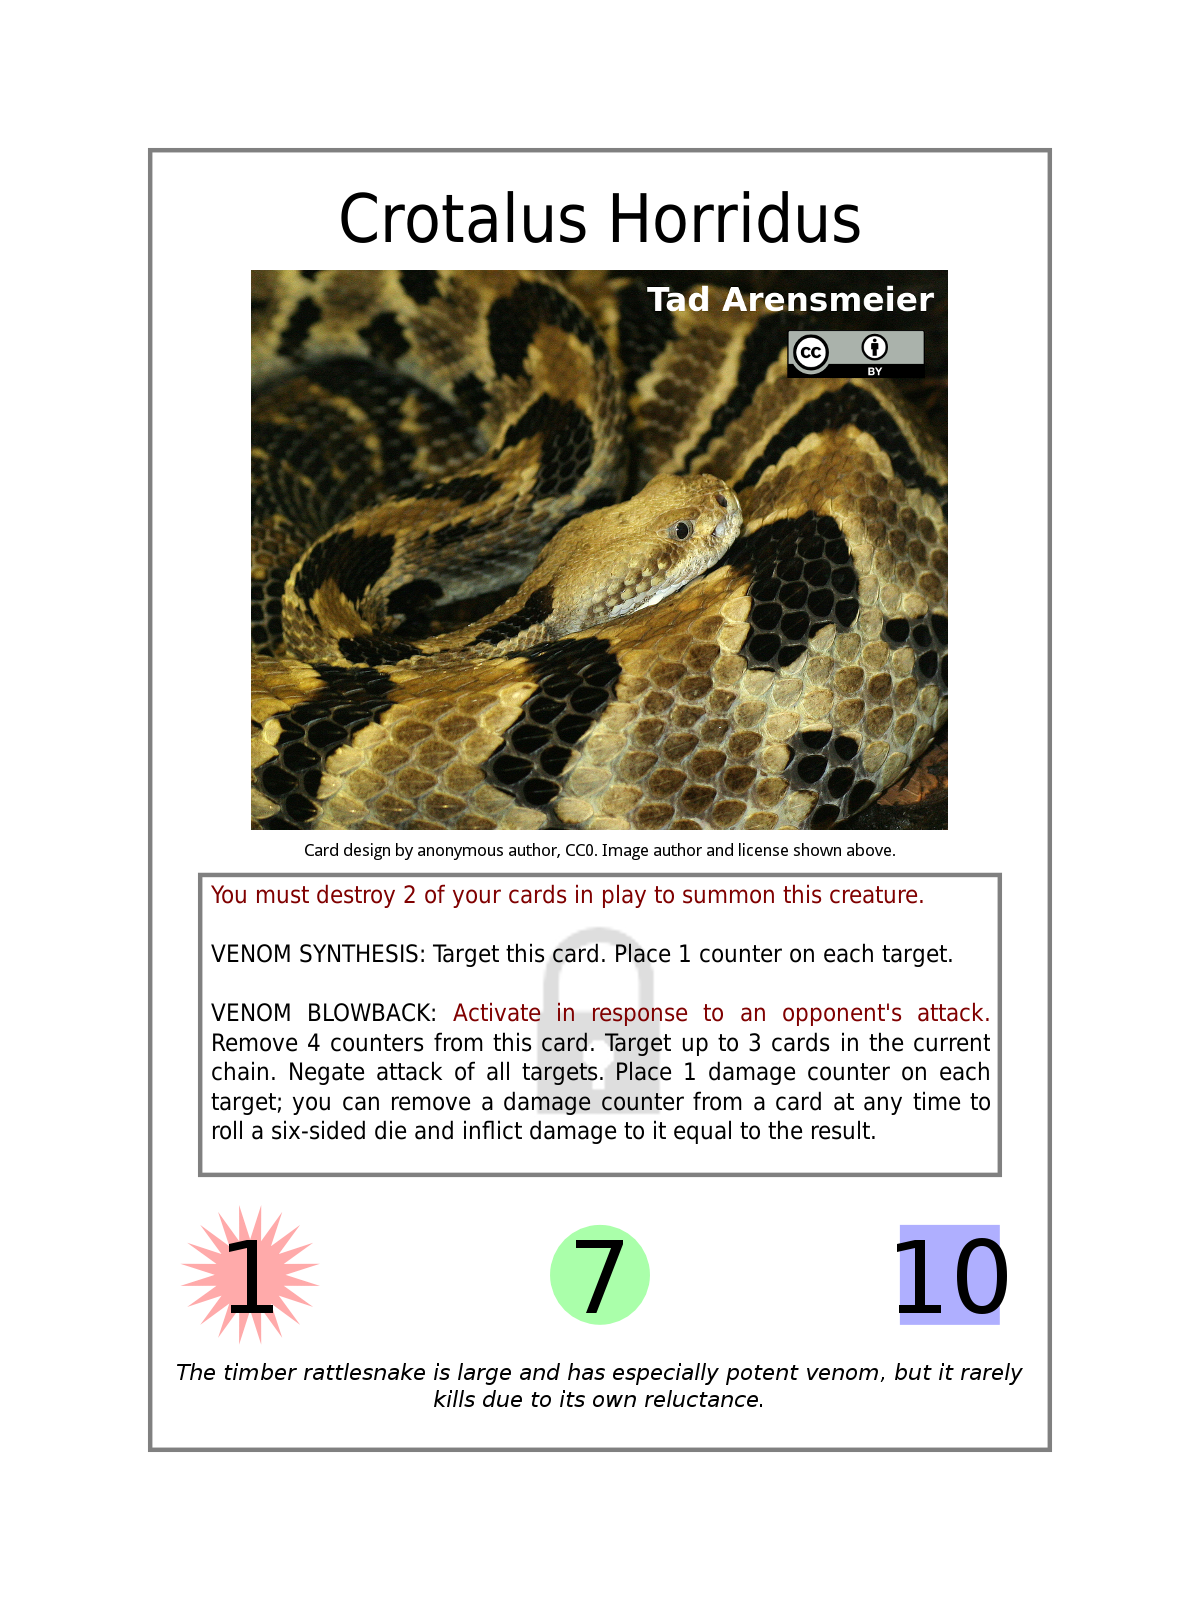 Crotalus Horridus
Tad Arensmeier
cc
BY
Card design by anonymous author, CC0. Image author and license shown above.
You must destroy 2 of your cards in play to summon this creature.
VENOM SYNTHESIS: Target this card. Place 1 counter on each target.
VENOM BLOWBACK: Activate in response to an opponent's attack.
Remove 4 counters from this card. Target up to 3 cards in the current
chain. Negate attack of all targets. Place 1 damage counter on each
target; you can remove a damage counter from a card at any time to
roll a six-sided die and inflict damage to it equal to the result.
1
7
10
The timber rattlesnake is large and has especially potent venom, but it rarely
kills due to its own reluctance.